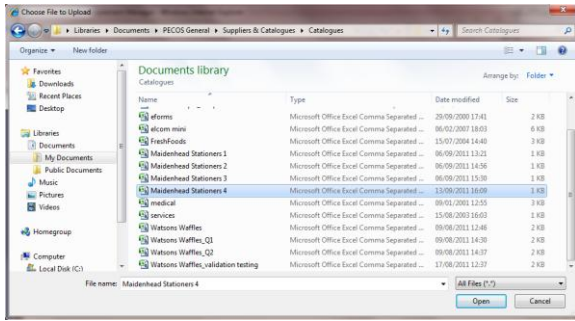 Choose File to Upload
Libraries ▸ Documents ▸ PECOS General ▸ Suppliers & Catalogues ▸ Catalogues
Search Catalogues
Organize New folder
Favorites
Downloads
Recent Places
Desktop
Libraries
Documents
My Documents
Public Documents
Music
Pictures
Videos
Homegroup
Computer
Local Disk (C:)
Documents library
Catalogues
Arrange by: Folder
Name Type Date modified Size
eforms Microsoft Office Excel Comma Separated ... 29/09/2000 17:41 2 KB
elcom mini Microsoft Office Excel Comma Separated ... 06/02/2007 18:03 6 KB
FreshFoods Microsoft Office Excel Comma Separated ... 15/07/2004 14:40 3 KB
Maidenhead Stationers 1 Microsoft Office Excel Comma Separated ... 06/09/2011 13:21 1 KB
Maidenhead Stationers 2 Microsoft Office Excel Comma Separated ... 06/09/2011 14:56 1 KB
Maidenhead Stationers 3 Microsoft Office Excel Comma Separated ... 06/09/2011 15:30 1 KB
Maidenhead Stationers 4 Microsoft Office Excel Comma Separated ... 13/09/2011 16:09 1 KB
medical Microsoft Office Excel Comma Separated ... 09/01/2001 12:55 3 KB
services Microsoft Office Excel Comma Separated ... 15/08/2003 16:03 1 KB
Watsons Waffles Microsoft Office Excel Comma Separated ... 09/08/2011 12:46 2 KB
Watsons Waffles_Q1 Microsoft Office Excel Comma Separated ... 09/08/2011 14:30 2 KB
Watsons Waffles_Q2 Microsoft Office Excel Comma Separated ... 09/08/2011 14:37 2 KB
Watsons Waffles_validation testing Microsoft Office Excel Comma Separated ... 17/08/2011 12:37 2 KB
File name: Maidenhead Stationers 4 All Files (*.*)
Open Cancel